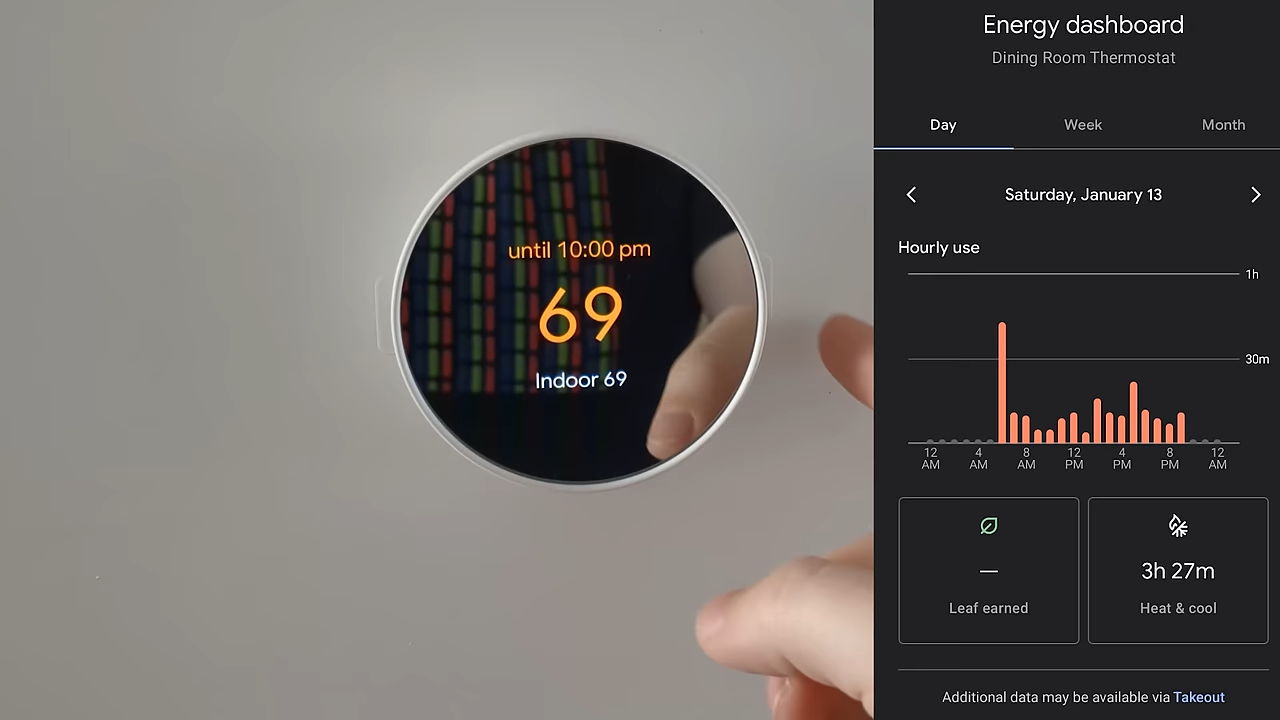 until 10:00 pm
69
Indoor 69
Energy dashboard
Dining Room Thermostat
Day Week Month
Saturday, January 13
Hourly use
1h
30m
12 4 8 12 4 8 12
AM AM AM PM PM PM AM
— 3h 27m
Leaf earned Heat & cool
Additional data may be available via Takeout